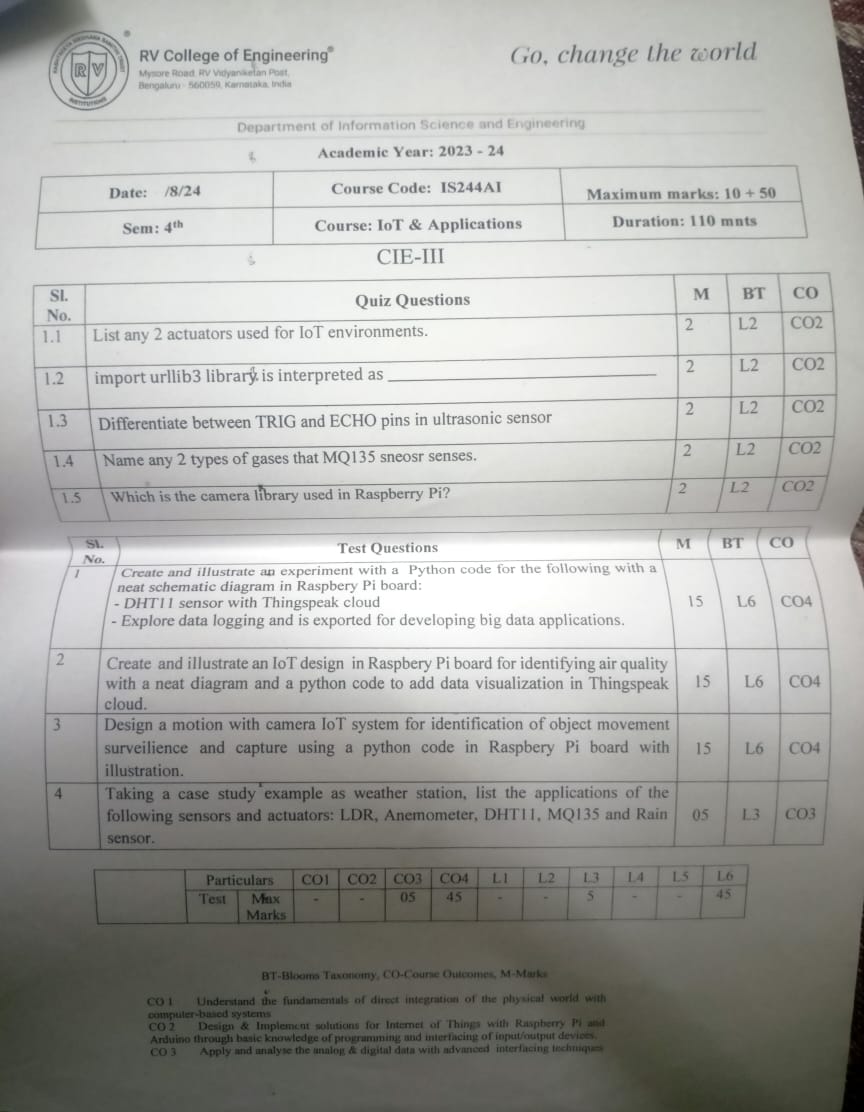 RV College of Engineering®
Mysore Road, RV Vidyaniketan Post,
Bengaluru - 560059, Karnataka, India
Go, change the world
RV
INSTITUTIONS
Department of Information Science and Engineering
Academic Year: 2023 - 24
Date: /8/24 Course Code: IS244AI Maximum marks: 10 + 50
Sem: 4th Course: IoT & Applications Duration: 110 mnts
CIE-III
Sl. No. Quiz Questions M BT CO
1.1 List any 2 actuators used for IoT environments. 2 L2 CO2
1.2 import urllib3 library is interpreted as ____________________ 2 L2 CO2
1.3 Differentiate between TRIG and ECHO pins in ultrasonic sensor 2 L2 CO2
1.4 Name any 2 types of gases that MQ135 sneosr senses. 2 L2 CO2
1.5 Which is the camera library used in Raspberry Pi? 2 L2 CO2
Sl. No. Test Questions M BT CO
1 Create and illustrate an experiment with a Python code for the following with a
neat schematic diagram in Raspbery Pi board:
- DHT11 sensor with Thingspeak cloud 15 L6 CO4
- Explore data logging and is exported for developing big data applications.
2 Create and illustrate an IoT design in Raspbery Pi board for identifying air quality
with a neat diagram and a python code to add data visualization in Thingspeak 15 L6 CO4
cloud.
3 Design a motion with camera IoT system for identification of object movement
surveilience and capture using a python code in Raspbery Pi board with 15 L6 CO4
illustration.
4 Taking a case study example as weather station, list the applications of the
following sensors and actuators: LDR, Anemometer, DHT11, MQ135 and Rain 05 L3 CO3
sensor.
Particulars CO1 CO2 CO3 CO4 L1 L2 L3 L4 L5 L6
Test Max Marks - - 05 45 - - 5 - - 45
BT-Blooms Taxonomy, CO-Course Outcomes, M-Marks
CO 1 Understand the fundamentals of direct integration of the physical world with
computer-based systems
CO 2 Design & Implement solutions for Internet of Things with Raspberry Pi and
Arduino through basic knowledge of programming and interfacing of input/output devices.
CO 3 Apply and analyse the analog & digital data with advanced interfacing techniques